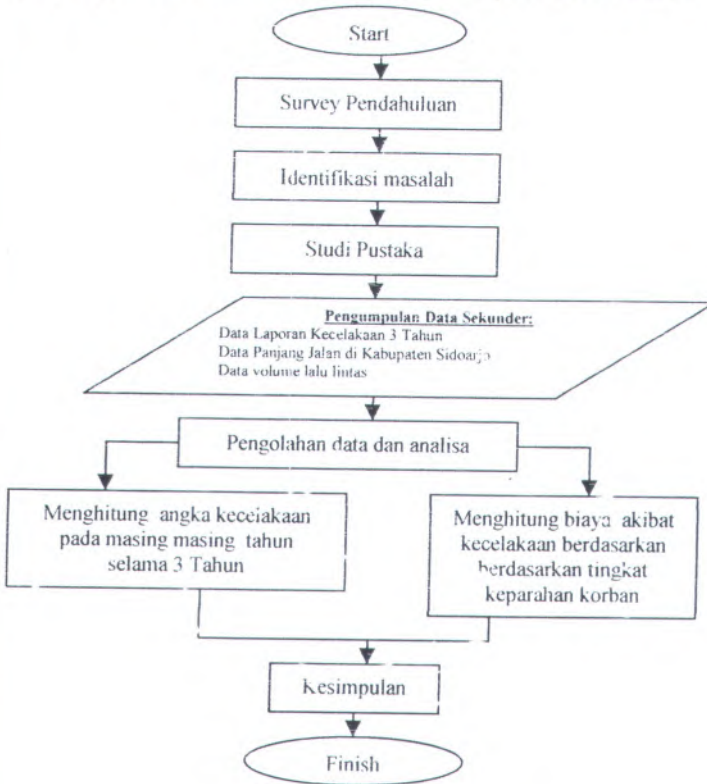 Start
Survey Pendahuluan
Identifikasi masalah
Studi Pustaka
Pengumpulan Data Sekunder:
Data Laporan Kecelakaan 3 Tahun
Data Panjang Jalan di Kabupaten Sidoarjo
Data volume lalu lintas
Pengolahan data dan analisa
Menghitung angka kecelakaan
pada masing masing tahun
selama 3 Tahun
Menghitung biaya akibat
kecelakaan berdasarkan
berdasarkan tingkat
keparahan korban
Kesimpulan
Finish